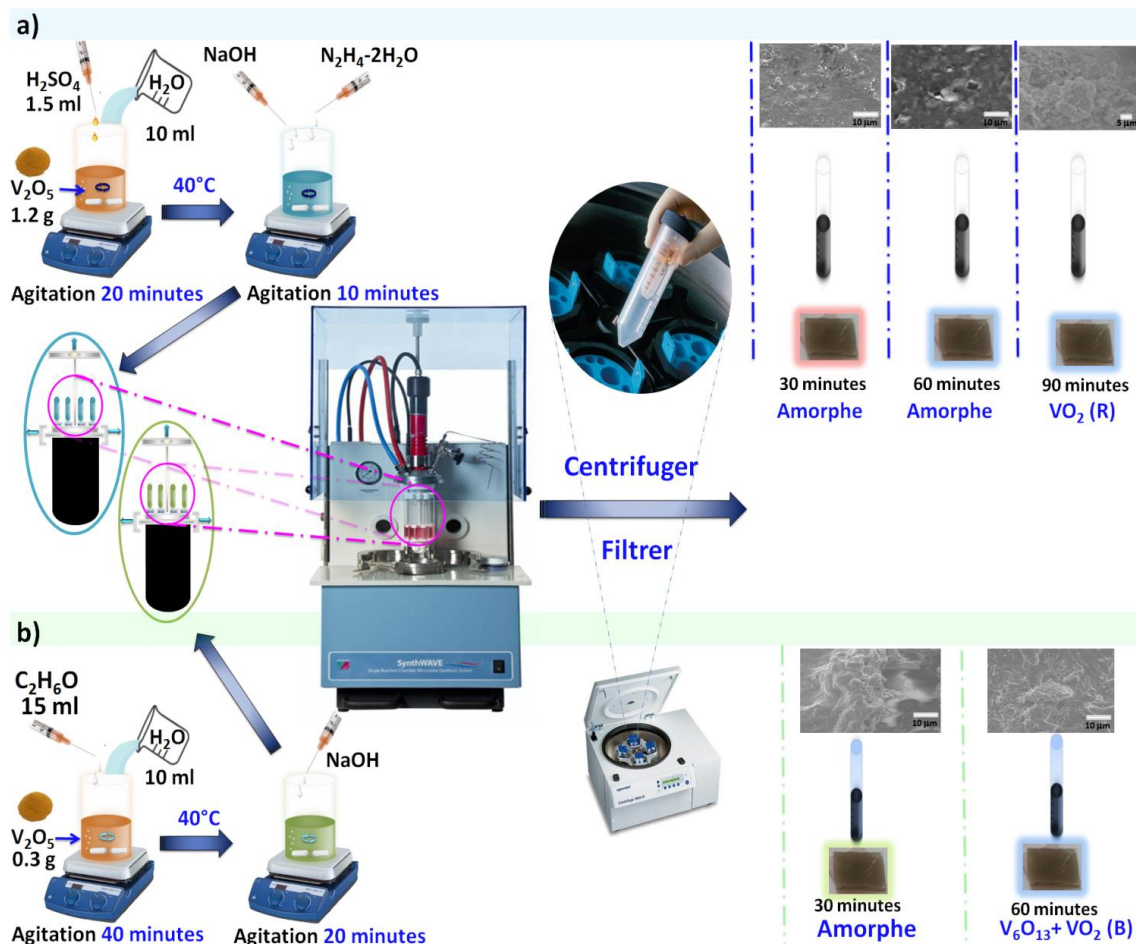 a)
H₂SO₄
1.5 ml
H₂O
10 ml
V₂O₅
1.2 g
40°C
NaOH
N₂H₄-2H₂O
Agitation 20 minutes
Agitation 10 minutes
SynthWAVE
Centrifuger
Filtrer
10 µm
10 µm
5 µm
30 minutes
Amorphe
60 minutes
Amorphe
90 minutes
VO₂ (R)
b)
C₂H₆O
15 ml
H₂O
10 ml
V₂O₅
0.3 g
40°C
NaOH
Agitation 40 minutes
Agitation 20 minutes
10 µm
10 µm
30 minutes
Amorphe
60 minutes
V₆O₁₃+ VO₂ (B)